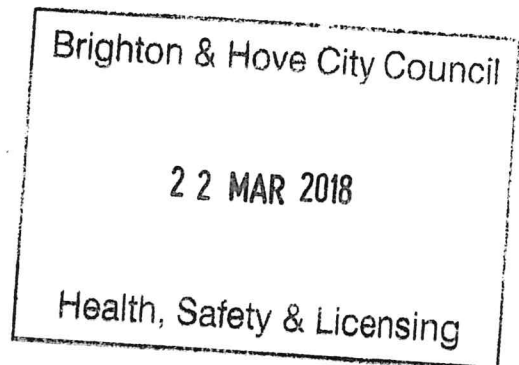 Brighton & Hove City Council
22 MAR 2018
Health, Safety & Licensing